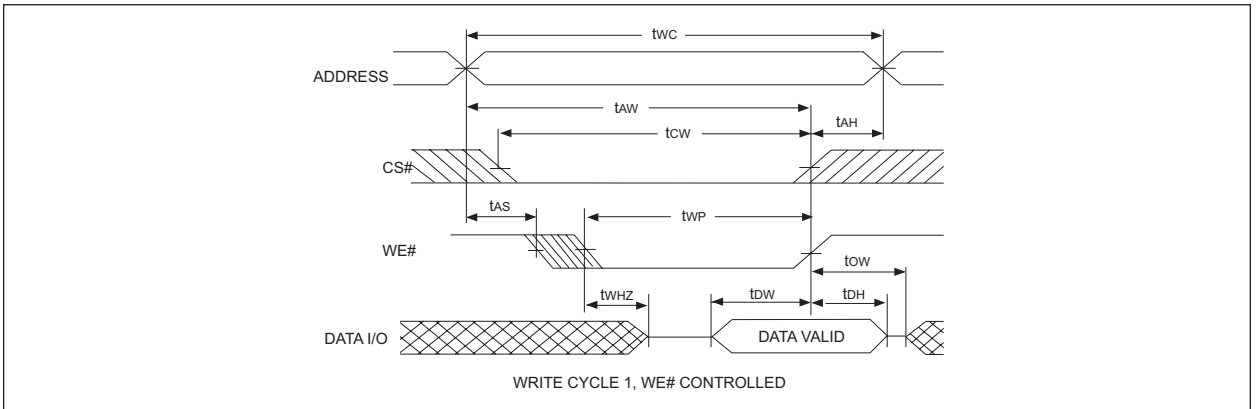 tWC
ADDRESS
tAW
tAH
tCW
CS#
tAS
tWP
WE#
tOW
tWHZ
tDW
tDH
DATA I/O
DATA VALID
WRITE CYCLE 1, WE# CONTROLLED